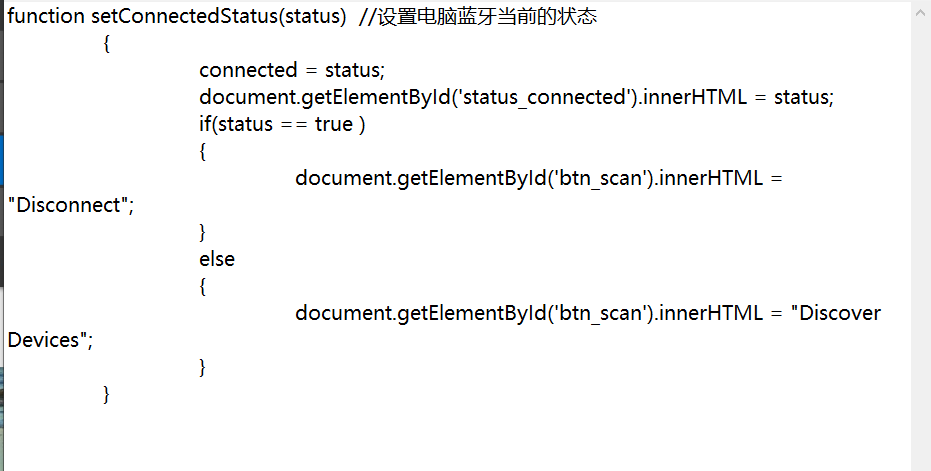 function setConnectedStatus(status)  //设置电脑蓝牙当前的状态
{
connected = status;
document.getElementById('status_connected').innerHTML = status;
if(status == true )
{
document.getElementById('btn_scan').innerHTML =
"Disconnect";
}
else
{
document.getElementById('btn_scan').innerHTML = "Discover
Devices";
}
}